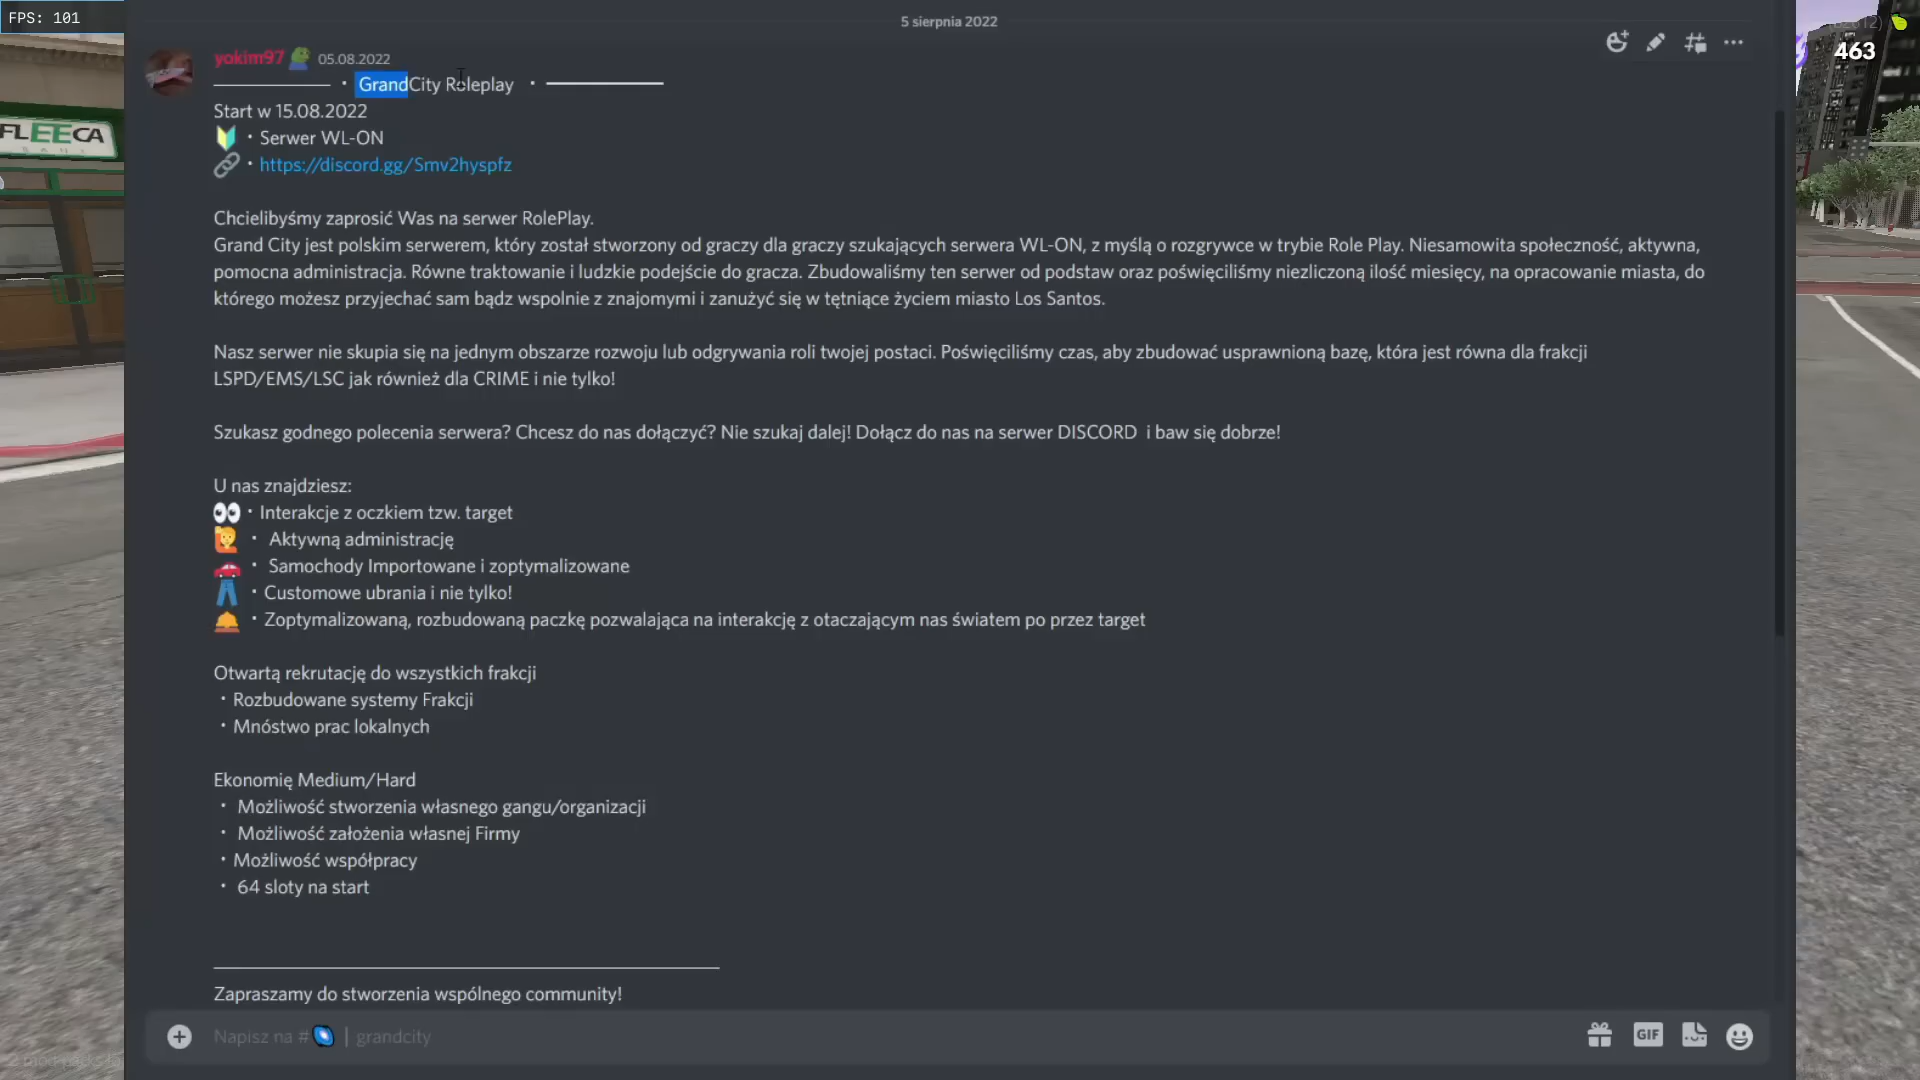 FPS: 101
5 sierpnia 2022
463
yakim97 05.08.2022
· GrandCity Roleplay ·
Start w 15.08.2022
FLEECA
· Serwer WL-ON
· https://discord.gg/Smv2hyspfz
Chcielibyśmy zaprosić Was na serwer RolePlay.
Grand City jest polskim serwerem, który został stworzony od graczy dla graczy szukających serwera WL-ON, z myślą o rozgrywce w trybie Role Play. Niesamowita społeczność, aktywna,
pomocna administracja. Równe traktowanie i ludzkie podejście do gracza. Zbudowaliśmy ten serwer od podstaw oraz poświęciliśmy niezliczoną ilość miesięcy, na opracowanie miasta, do
którego możesz przyjechać sam bądz wspolnie z znajomymi i zanużyć się w tętniące życiem miasto Los Santos.
Nasz serwer nie skupia się na jednym obszarze rozwoju lub odgrywania roli twojej postaci. Poświęciliśmy czas, aby zbudować usprawnioną bazę, która jest równa dla frakcji
LSPD/EMS/LSC jak również dla CRIME i nie tylko!
Szukasz godnego polecenia serwera? Chcesz do nas dołączyć? Nie szukaj dalej! Dołącz do nas na serwer DISCORD i baw się dobrze!
U nas znajdziesz:
· Interakcje z oczkiem tzw. target
· Aktywną administrację
· Samochody Importowane i zoptymalizowane
· Customowe ubrania i nie tylko!
· Zoptymalizowaną, rozbudowaną paczkę pozwalająca na interakcję z otaczającym nas światem po przez target
Otwartą rekrutację do wszystkich frakcji
· Rozbudowane systemy Frakcji
· Mnóstwo prac lokalnych
Ekonomię Medium/Hard
· Możliwość stworzenia własnego gangu/organizacji
· Możliwość założenia własnej Firmy
· Możliwość współpracy
· 64 sloty na start
Zapraszamy do stworzenia wspólnego community!
Napisz na # | grandcity
GIF